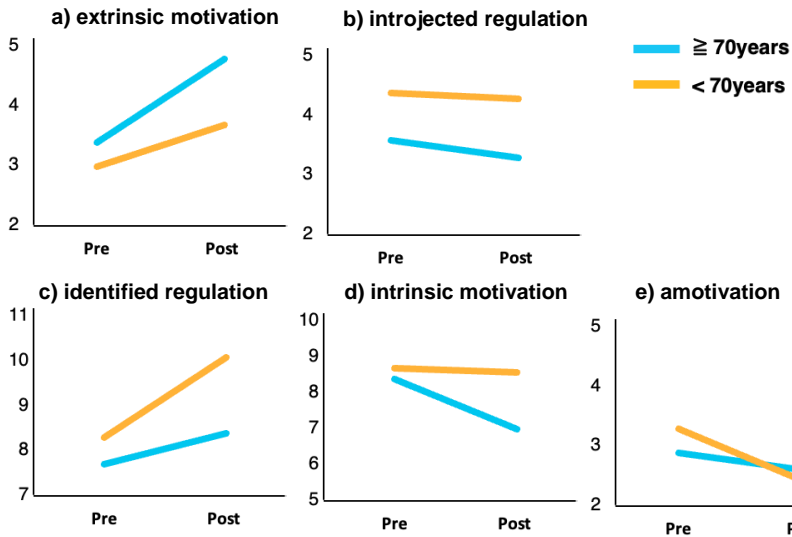 a) extrinsic motivation
5
4
3
2
Pre Post
b) introjected regulation
5
4
3
2
Pre Post
≧ 70years
< 70years
c) identified regulation
11
10
9
8
7
Pre Post
d) intrinsic motivation
10
9
8
7
6
5
Pre Post
e) amotivation
5
4
3
2
Pre